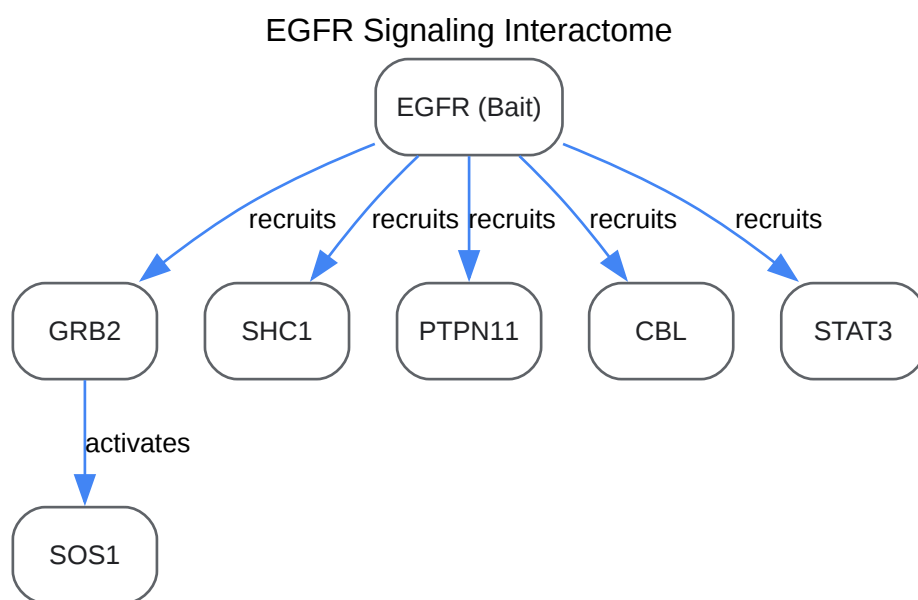 EGFR Signaling Interactome
EGFR (Bait)
recruits
recruits
recruits
recruits
recruits
GRB2
SHC1
PTPN11
CBL
STAT3
activates
SOS1